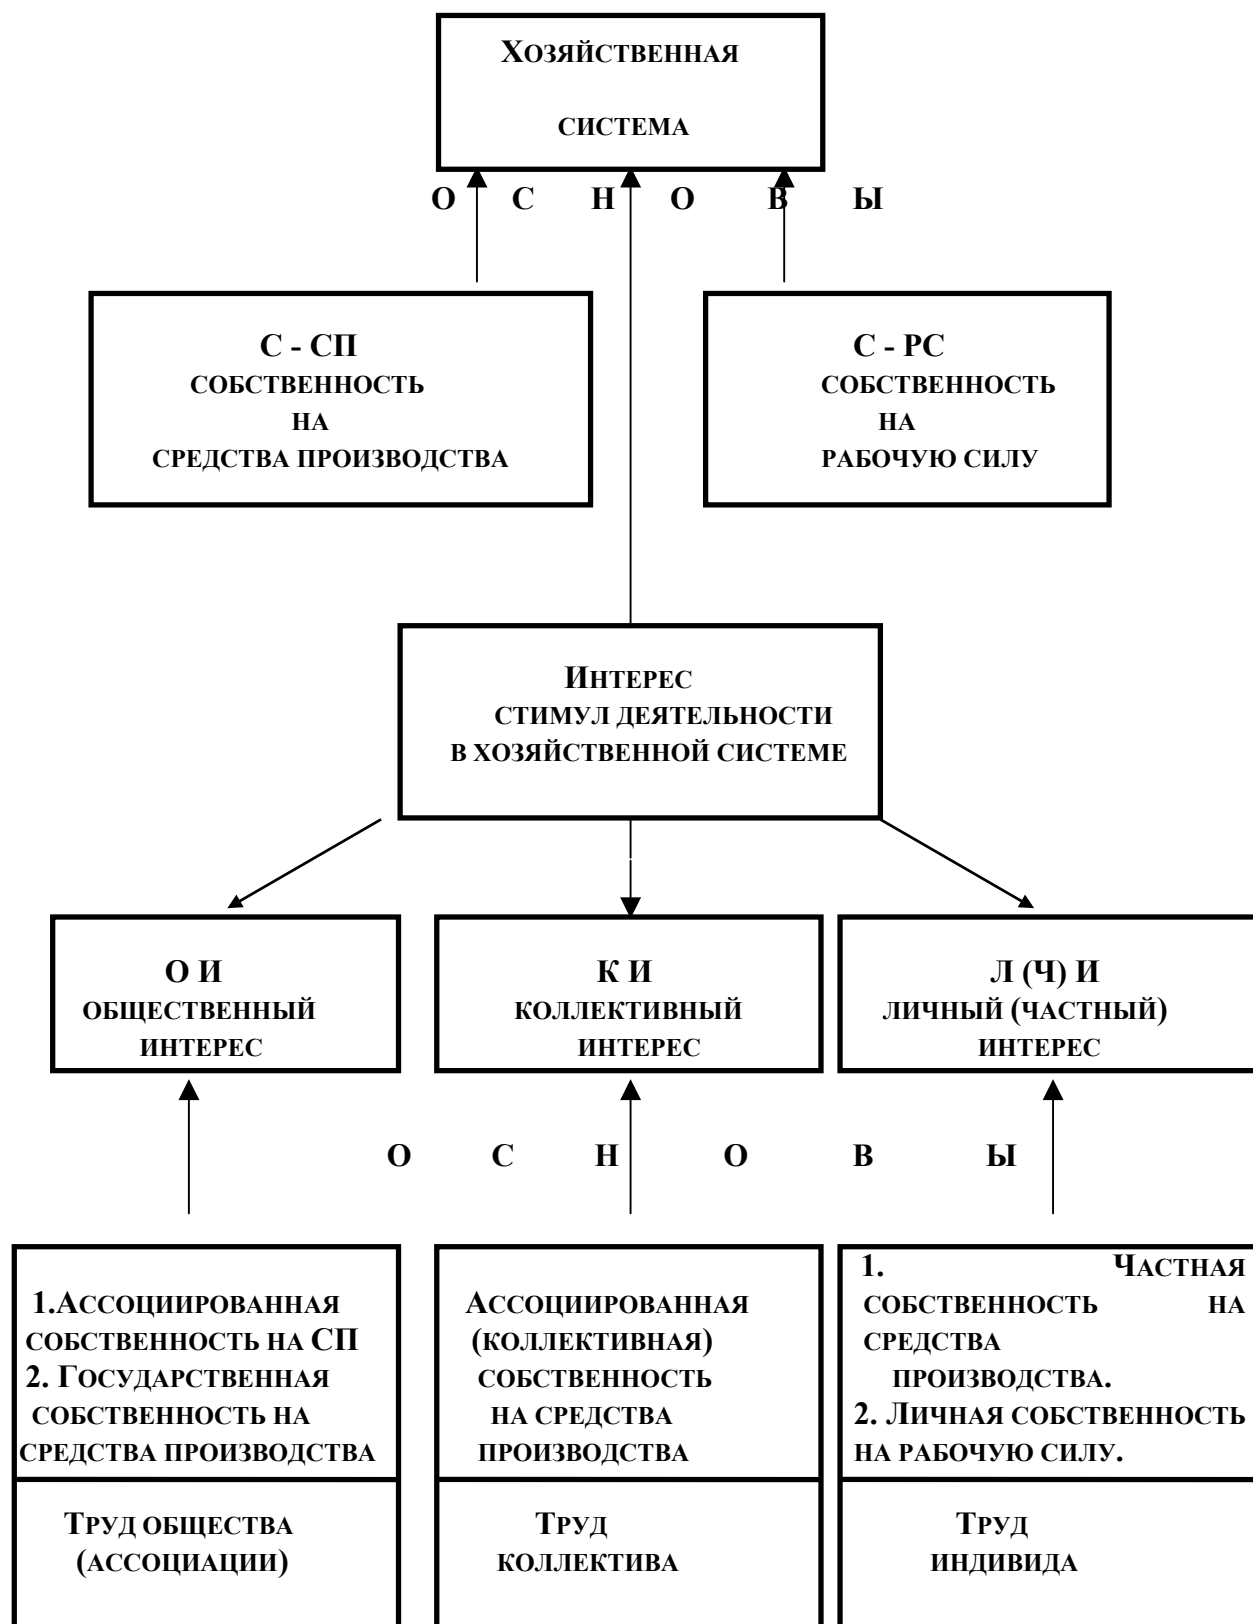 Хозяйственная
система
О С Н О В Ы
С - СП
собственность
на
средства производства
С - РС
собственность
на
рабочую силу
Интерес
стимул деятельности
в хозяйственной системе
О И
общественный
интерес
К И
коллективный
интерес
Л (Ч) И
личный (частный)
интерес
О С Н О В Ы
1.Ассоциированная
собственность на СП
2. Государственная
собственность на
средства производства
Ассоциированная
(коллективная)
собственность
на средства
производства
1. Частная
собственность на
средства
производства.
2. Личная собственность
на рабочую силу.
Труд общества
(ассоциации)
Труд
коллектива
Труд
индивида